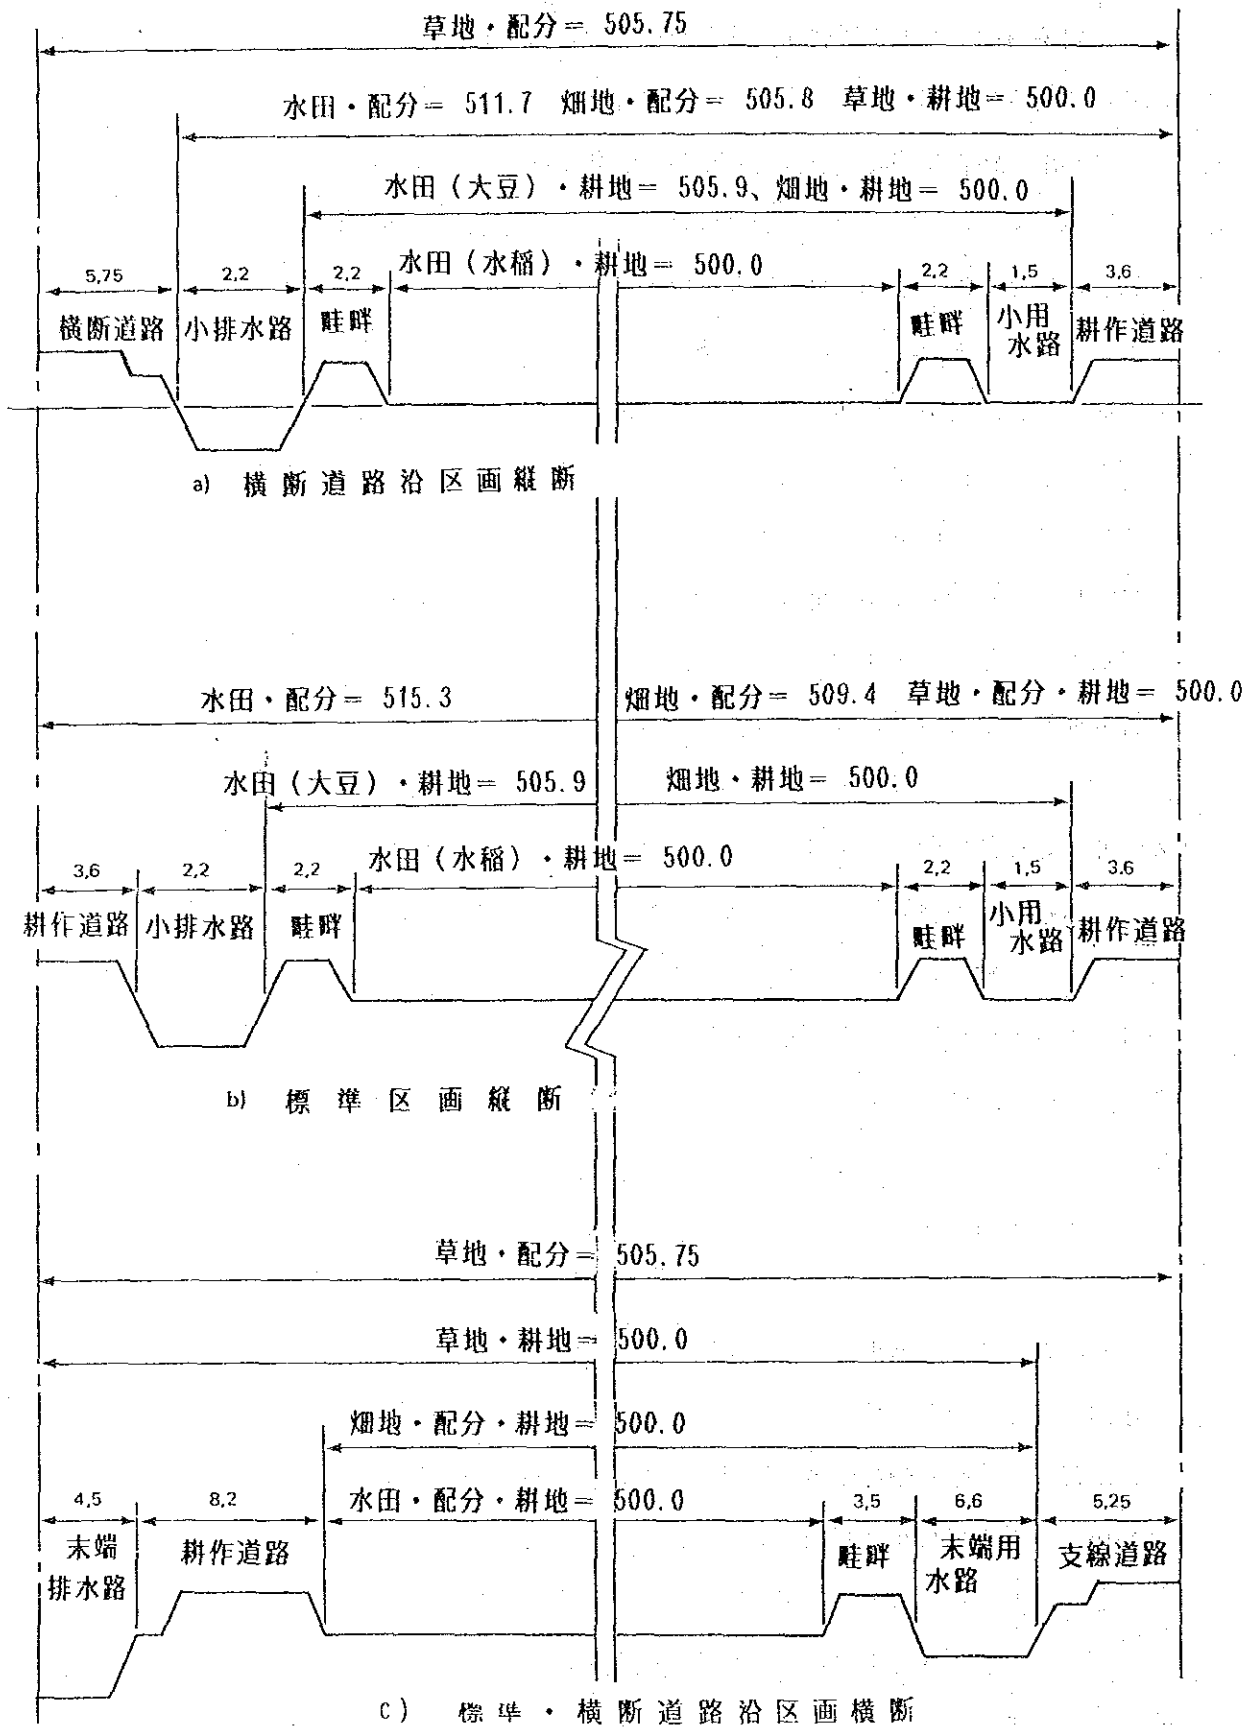 草地・配分＝ 505.75
水田・配分＝ 511.7 畑地・配分＝ 505.8 草地・耕地＝ 500.0
水田（大豆）・耕地＝ 505.9、畑地・耕地＝ 500.0
水田（水稲）・耕地＝ 500.0
5,75 2,2 2,2 2,2 1,5 3,6
横断道路 小排水路 畦畔 畦畔 小用水路 耕作道路
a) 横断道路沿区画縦断
水田・配分＝ 515.3 畑地・配分＝ 509.4 草地・配分・耕地＝ 500.0
水田（大豆）・耕地＝ 505.9 畑地・耕地＝ 500.0
水田（水稲）・耕地＝ 500.0
3,6 2,2 2,2 2,2 1,5 3.6
耕作道路 小排水路 畦畔 畦畔 小用水路 耕作道路
b) 標準区画縦断
草地・配分＝ 505.75
草地・耕地＝ 500.0
畑地・配分・耕地＝ 500.0
水田・配分・耕地＝ 500.0
4,5 8,2 3,5 6,6 5,25
末端排水路 耕作道路 畦畔 末端用水路 支線道路
c) 標準・横断道路沿区画横断